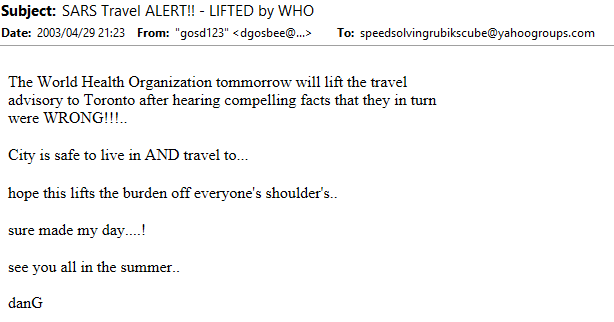 Subject: SARS Travel ALERT!! - LIFTED by WHO
Date: 2003/04/29 21:23 From: "gosd123" <dgosbee@...> To: speedsolvingrubikscube@yahoogroups.com
The World Health Organization tommorrow will lift the travel
advisory to Toronto after hearing compelling facts that they in turn
were WRONG!!!..
City is safe to live in AND travel to...
hope this lifts the burden off everyone's shoulder's..
sure made my day....!
see you all in the summer..
danG